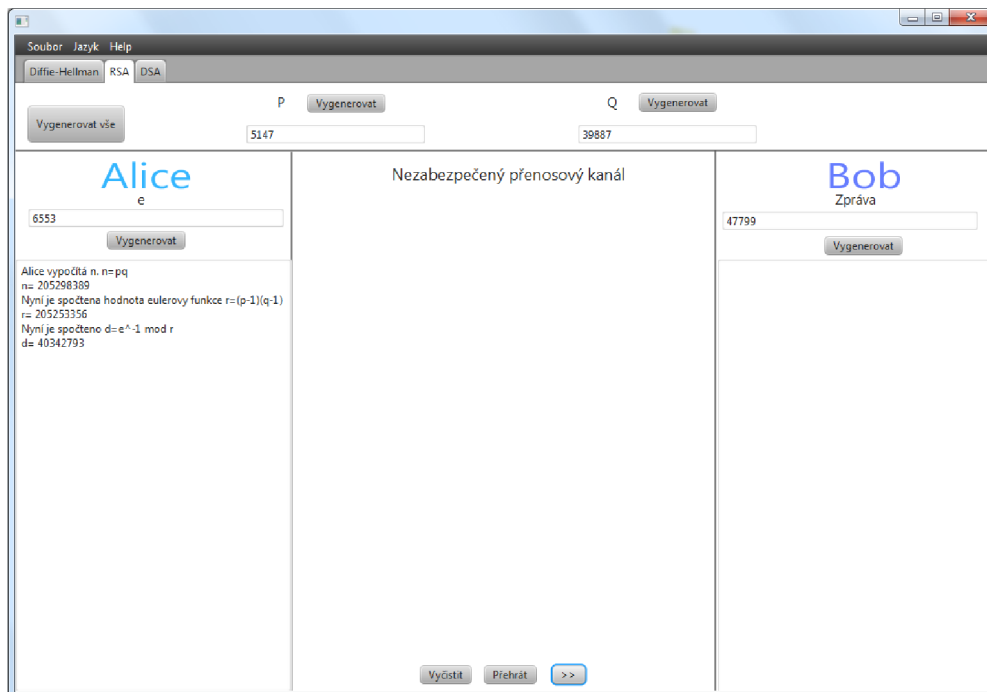 Soubor Jazyk Help
Diffie-Hellman RSA DSA
P Vygenerovat Q Vygenerovat
Vygenerovat vše
5147 39887
Alice
e
6553
Vygenerovat
Alice vypočítá n. n=pq
n= 205298389
Nyní je spočtena hodnota eulerovy funkce r=(p-1)(q-1)
r= 205253356
Nyní je spočteno d=e^-1 mod r
d= 40342793
Nezabezpečený přenosový kanál
Vyčistit Přehrát >>
Bob
Zpráva
47799
Vygenerovat